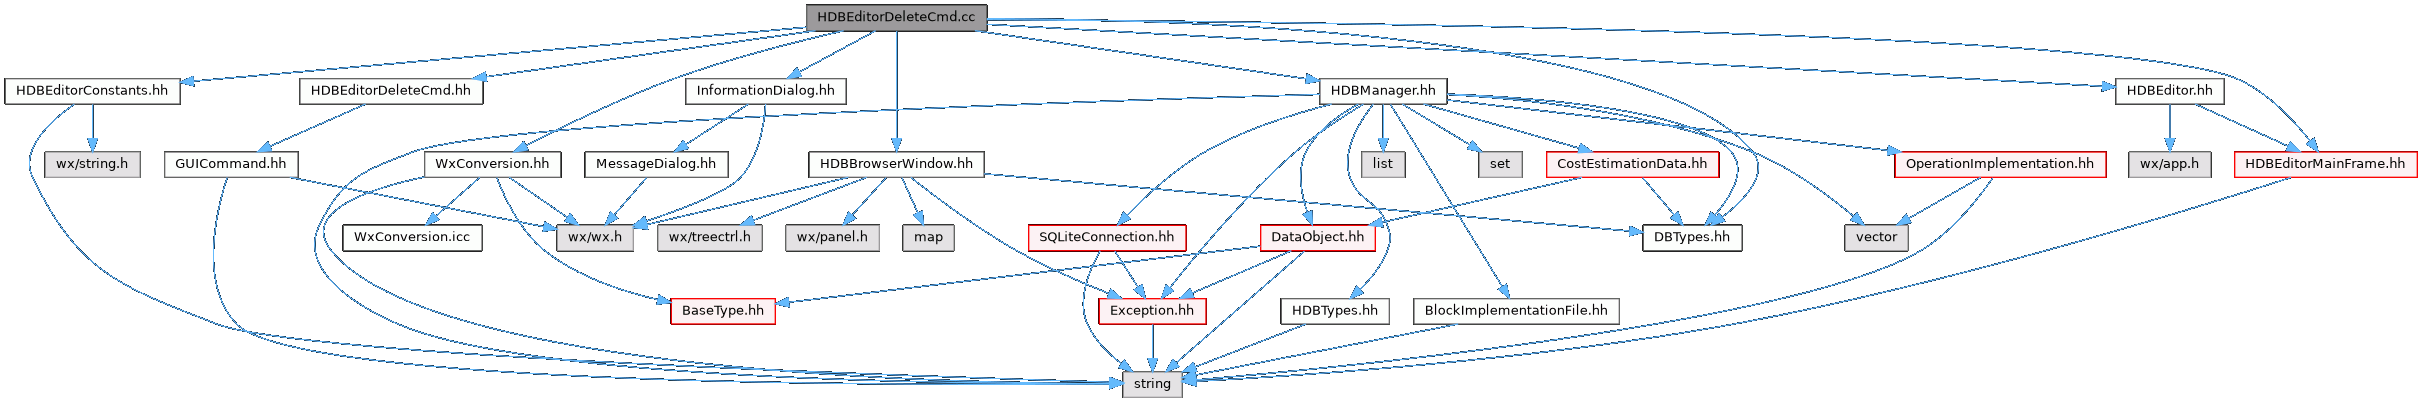 HDBEditorDeleteCmd.cc
HDBEditorConstants.hh
HDBEditorDeleteCmd.hh
InformationDialog.hh
HDBManager.hh
HDBEditor.hh
wx/string.h
GUICommand.hh
WxConversion.hh
MessageDialog.hh
HDBBrowserWindow.hh
list
set
CostEstimationData.hh
OperationImplementation.hh
wx/app.h
HDBEditorMainFrame.hh
WxConversion.icc
wx/wx.h
wx/treectrl.h
wx/panel.h
map
SQLiteConnection.hh
DataObject.hh
DBTypes.hh
vector
BaseType.hh
Exception.hh
HDBTypes.hh
BlockImplementationFile.hh
string